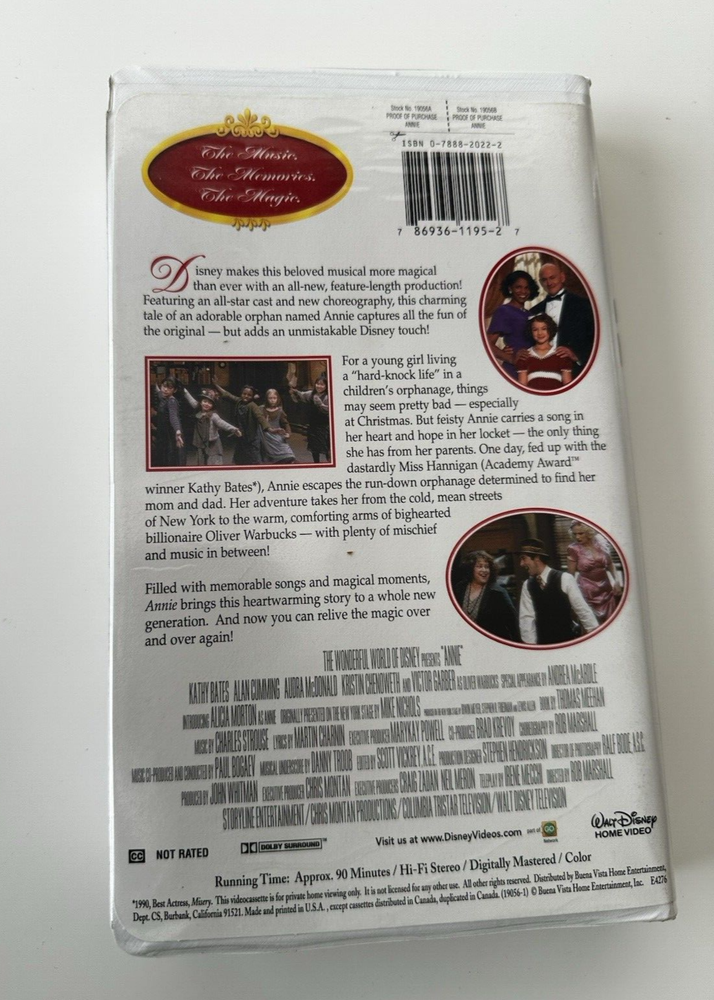 The Music.
The Memories.
The Magic.
Stock No. 19056A
PROOF OF PURCHASE
ANNIE
Stock No. 19056B
PROOF OF PURCHASE
ANNIE
ISBN 0-7888-2022-2
7 86936-1195-2 7
Disney makes this beloved musical more magical
than ever with an all-new, feature-length production!
Featuring an all-star cast and new choreography, this charming
tale of an adorable orphan named Annie captures all the fun of
the original — but adds an unmistakable Disney touch!
For a young girl living
a “hard-knock life” in a
children's orphanage, things
may seem pretty bad — especially
at Christmas. But feisty Annie carries a song in
her heart and hope in her locket — the only thing
she has from her parents. One day, fed up with the
dastardly Miss Hannigan (Academy Award™
winner Kathy Bates*), Annie escapes the run-down orphanage determined to find her
mom and dad. Her adventure takes her from the cold, mean streets
of New York to the warm, comforting arms of bighearted
billionaire Oliver Warbucks — with plenty of mischief
and music in between!
Filled with memorable songs and magical moments,
Annie brings this heartwarming story to a whole new
generation. And now you can relive the magic over
and over again!
THE WONDERFUL WORLD OF DISNEY PRESENTS "ANNIE"
KATHY BATES ALAN CUMMING AUDRA McDONALD KRISTIN CHENOWETH AND VICTOR GARBER AS OLIVER WARBUCKS SPECIAL APPEARANCE BY ANDREA McARDLE
INTRODUCING ALICIA MORTON AS ANNIE ORIGINALLY PRESENTED ON THE NEW YORK STAGE BY MIKE NICHOLS BOOK BY THOMAS MEEHAN
MUSIC BY CHARLES STROUSE LYRICS BY MARTIN CHARNIN EXECUTIVE PRODUCER MARYKAY POWELL CO-PRODUCER BRAD KREVOY CHOREOGRAPHY BY ROB MARSHALL
MUSIC CO-PRODUCED AND CONDUCTED BY PAUL BOGAEV MUSICAL UNDERSCORE BY DANNY TROOB EDITED BY SCOTT VICKREY, A.C.E. PRODUCTION DESIGNER STEPHEN HENDRICKSON DIRECTOR OF PHOTOGRAPHY RALF BODE, A.S.C.
PRODUCED BY JOHN WHITMAN EXECUTIVE PRODUCER CHRIS MONTAN EXECUTIVE PRODUCERS CRAIG ZADAN NEIL MERON TELEPLAY BY IRENE MECCHI DIRECTED BY ROB MARSHALL
STORYLINE ENTERTAINMENT / CHRIS MONTAN PRODUCTIONS / COLUMBIA TRISTAR TELEVISION / WALT DISNEY TELEVISION
CC NOT RATED
DOLBY SURROUND
Visit us at www.DisneyVideos.com part of GO Network
WALT DISNEY
HOME VIDEO
Running Time: Approx. 90 Minutes / Hi-Fi Stereo / Digitally Mastered / Color
*1990, Best Actress, Misery. This videocassette is for private home viewing only. It is not licensed for any other use. All other rights reserved. Distributed by Buena Vista Home Entertainment,
Dept. CS, Burbank, California 91521. Made and printed in U.S.A., except cassettes distributed in Canada, duplicated in Canada. (19056-1) © Buena Vista Home Entertainment, Inc. E4276